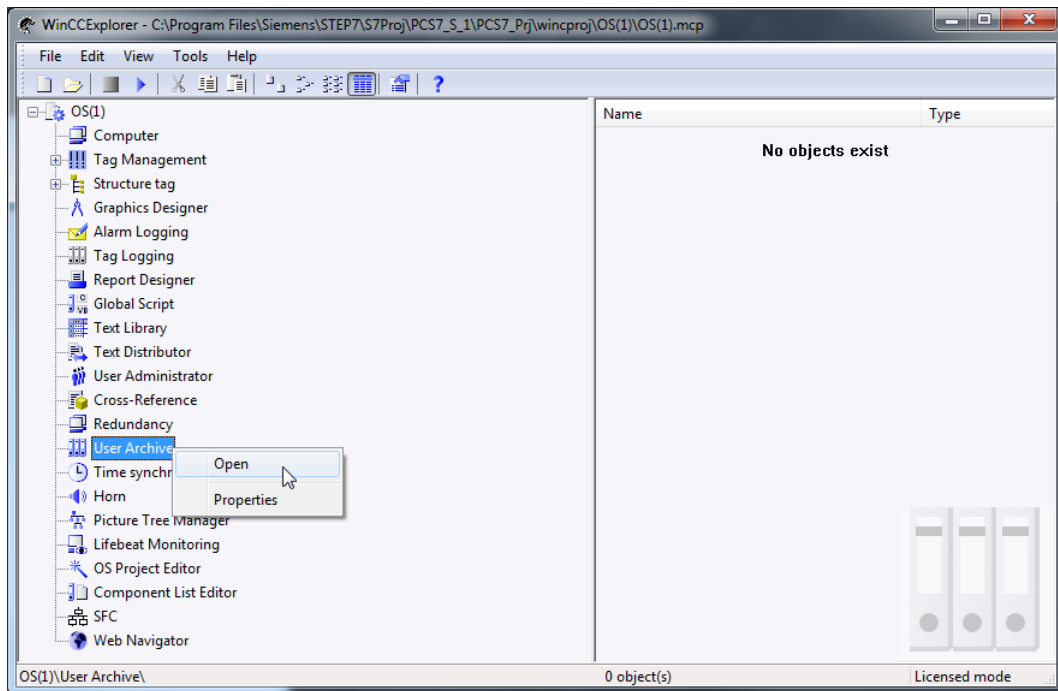 WinCCExplorer - C:\Program Files\Siemens\STEP7\S7Proj\PCS7_S_1\PCS7_Prj\wincproj\OS(1)\OS(1).mcp
File Edit View Tools Help
OS(1)
Computer
Tag Management
Structure tag
Graphics Designer
Alarm Logging
Tag Logging
Report Designer
Global Script
Text Library
Text Distributor
User Administrator
Cross-Reference
Redundancy
User Archive
Time synchr
Horn
Picture Tree Manager
Lifebeat Monitoring
OS Project Editor
Component List Editor
SFC
Web Navigator
Open
Properties
Name Type
No objects exist
OS(1)\User Archive\ 0 object(s) Licensed mode